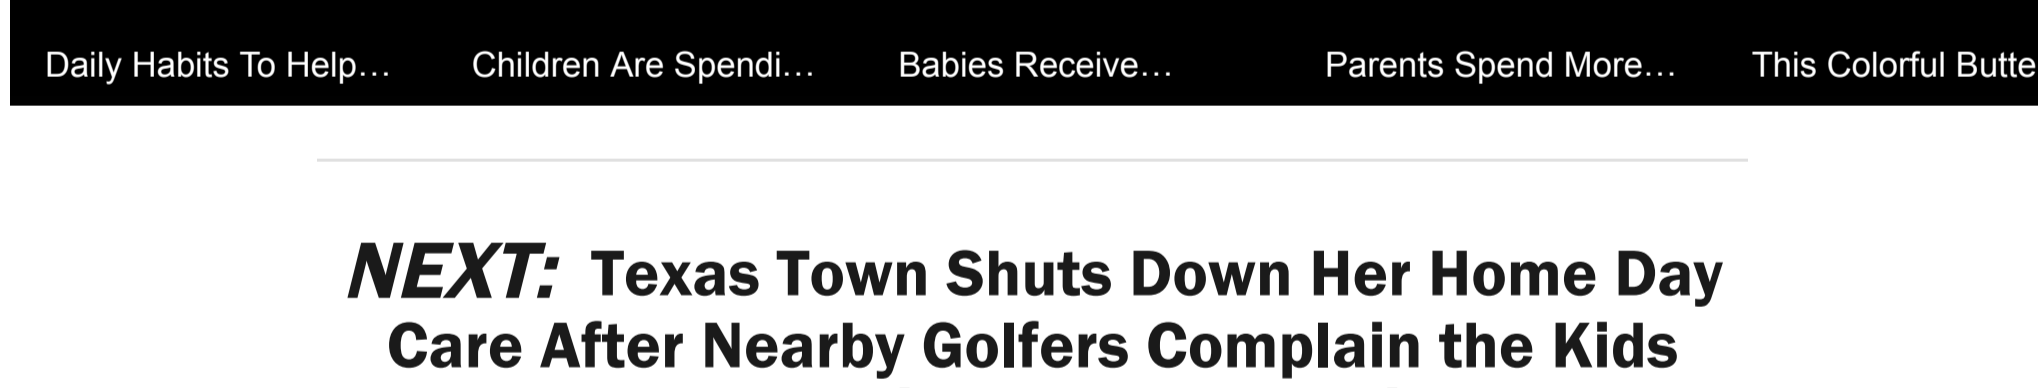 Daily Habits To Help... Children Are Spendi... Babies Receive... Parents Spend More... This Colorful Butte
NEXT: Texas Town Shuts Down Her Home Day
Care After Nearby Golfers Complain the Kids